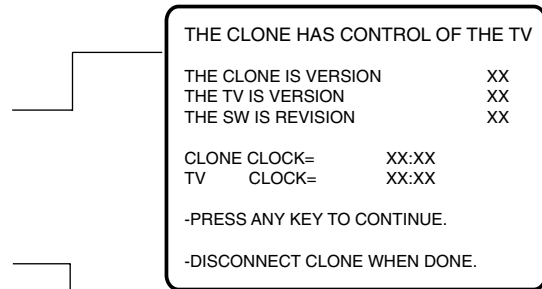 THE CLONE HAS CONTROL OF THE TV
THE CLONE IS VERSION XX
THE TV IS VERSION XX
THE SW IS REVISION XX
CLONE CLOCK= XX:XX
TV CLOCK= XX:XX
-PRESS ANY KEY TO CONTINUE.
-DISCONNECT CLONE WHEN DONE.